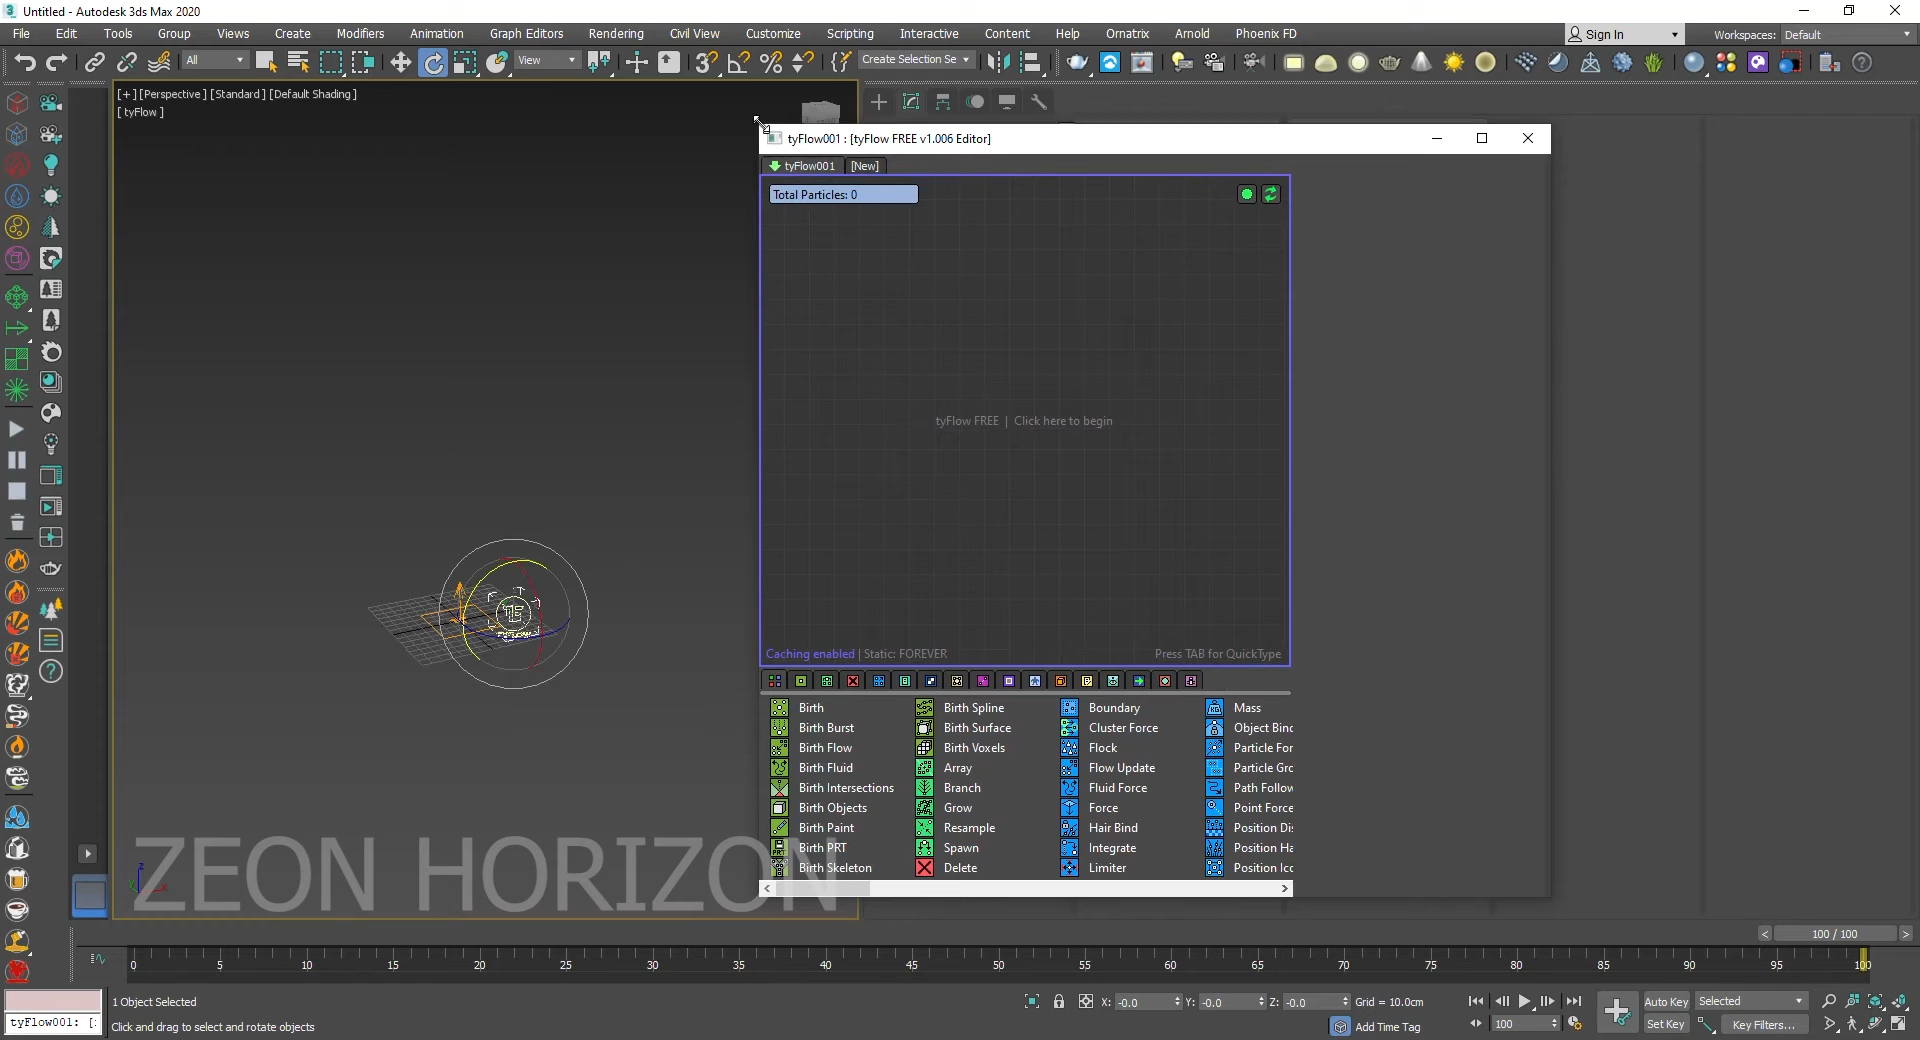 Untitled - Autodesk 3ds Max 2020
File Edit Tools Group Views Create Modifiers Animation Graph Editors Rendering Civil View Customize Scripting Interactive Content Help Ornatrix Arnold Phoenix FD Sign In Workspaces: Default
All View Create Selection Se
[+] [Perspective] [Standard] [Default Shading]
[ tyFlow ]
tyFlow001 : [tyFlow FREE v1.006 Editor]
tyFlow001 [New]
Total Particles: 0
tyFlow FREE | Click here to begin
Caching enabled | Static: FOREVER Press TAB for QuickType
Birth Birth Spline Boundary Mass
Birth Burst Birth Surface Cluster Force Object Binc
Birth Flow Birth Voxels Flock Particle For
Birth Fluid Array Flow Update Particle Grc
Birth Intersections Branch Fluid Force Path Follow
Birth Objects Grow Force Point Force
Birth Paint Resample Hair Bind Position Di
Birth PRT Spawn Integrate Position Ha
Birth Skeleton Delete Limiter Position Icc
ZEON HORIZON
100 / 100
0 5 10 15 20 25 30 35 40 45 50 55 60 65 70 75 80 85 90 95 100
1 Object Selected X: -0.0 Y: -0.0 Z: -0.0 Grid = 10.0cm Auto Key Selected
tyFlow001: [: Click and drag to select and rotate objects Add Time Tag 100 Set Key Key Filters...